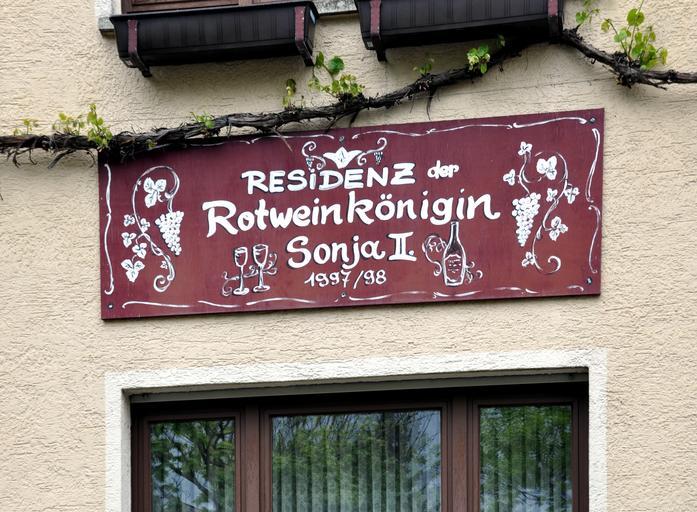 RESiDENZ der
Rotweinkönigin
Sonja II.
1997/98